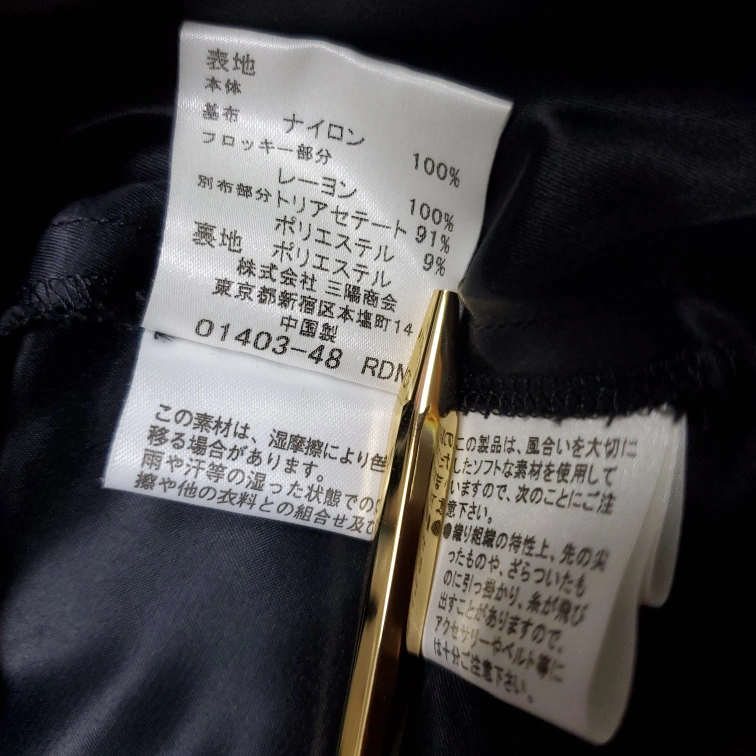 表地
本体
基布 ナイロン 100%
フロッキー部分
レーヨン 100%
別布部分トリアセテート 91%
ポリエステル 9%
裏地 ポリエステル
株式会社 三陽商会
東京都新宿区本塩町14
中国製
01403-48 RDN
この素材は、湿摩擦により色
移る場合があります。
雨や汗等の湿った状態での
擦や他の衣料との組合せ及び
この製品は、風合いを大切に
したソフトな素材を使用して
いますので、次のことにご注
意下さい。
●織り組織の特性上、先の尖
ったものや、ざらついたも
のに引っ掛かり、糸が飛び
出すことがありますので、
アクセサリーやベルト等に
は十分ご注意下さい。